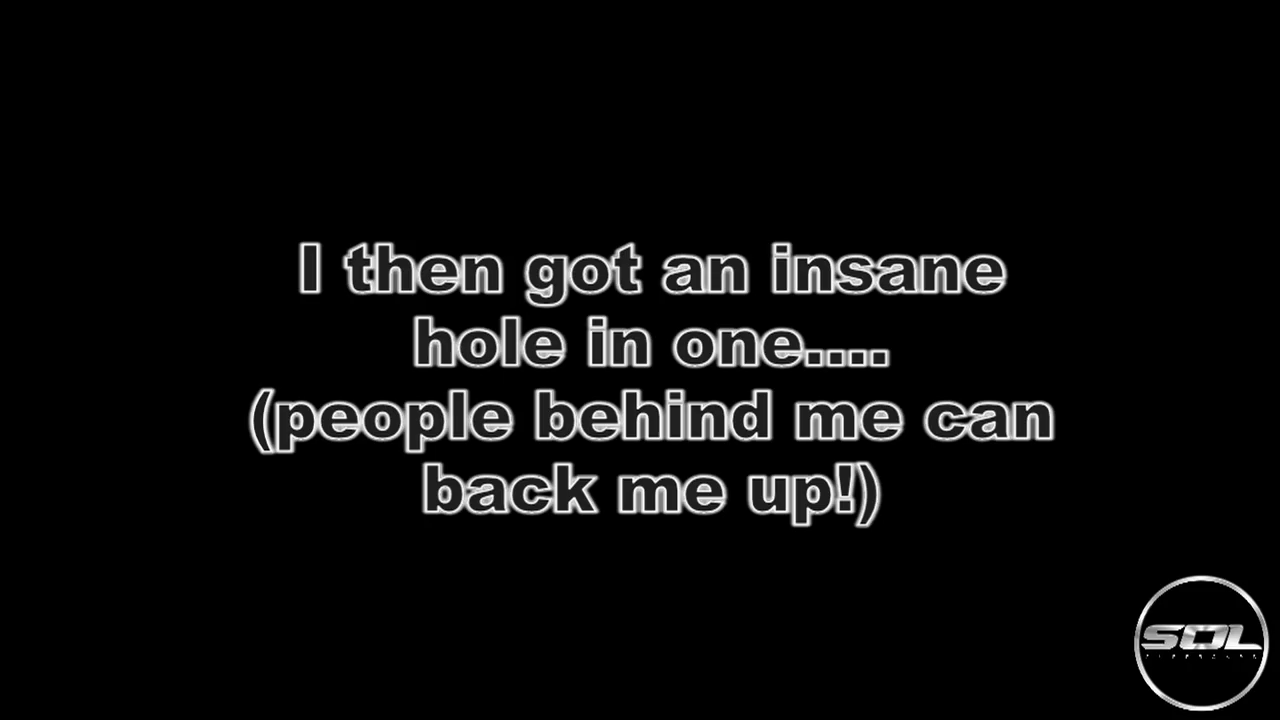 I then got an insane
hole in one....
(people behind me can
back me up!)
SOL